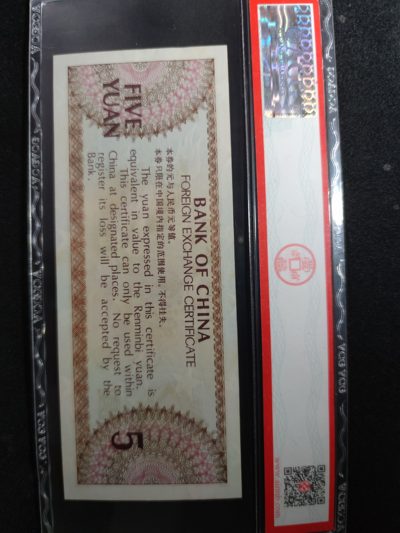 BANK OF CHINA
FOREIGN EXCHANGE CERTIFICATE
本券的元与人民币元等值。
本券只限在中国境内指定的范围使用,不得挂失。
The yuan expressed in this certificate is
equivalent in value to the Renminbi yuan.
This certificate can only be used within
China at designated places. No request to
register its loss will be accepted by the
Bank.
FIVE
YUAN
5